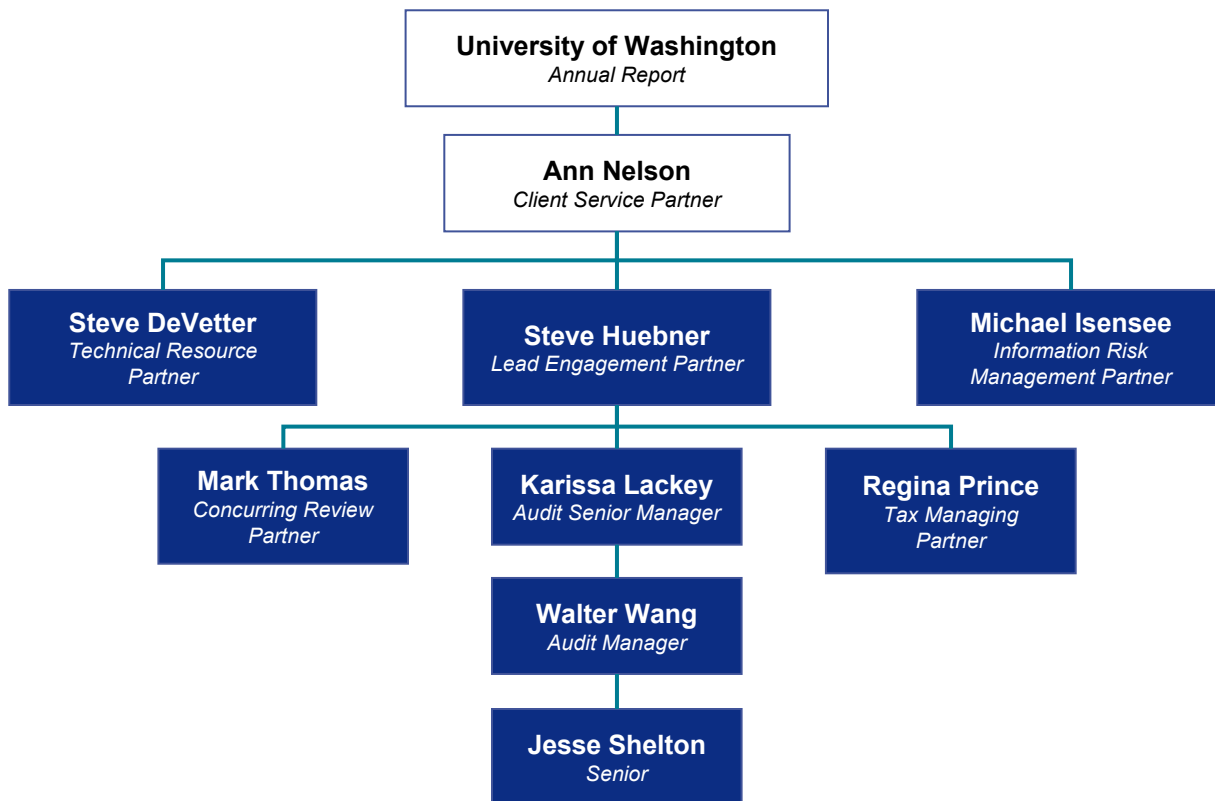 University of Washington
Annual Report
Ann Nelson
Client Service Partner
Steve DeVetter
Technical Resource
Partner
Steve Huebner
Lead Engagement Partner
Michael Isensee
Information Risk
Management Partner
Mark Thomas
Concurring Review
Partner
Karissa Lackey
Audit Senior Manager
Regina Prince
Tax Managing
Partner
Walter Wang
Audit Manager
Jesse Shelton
Senior